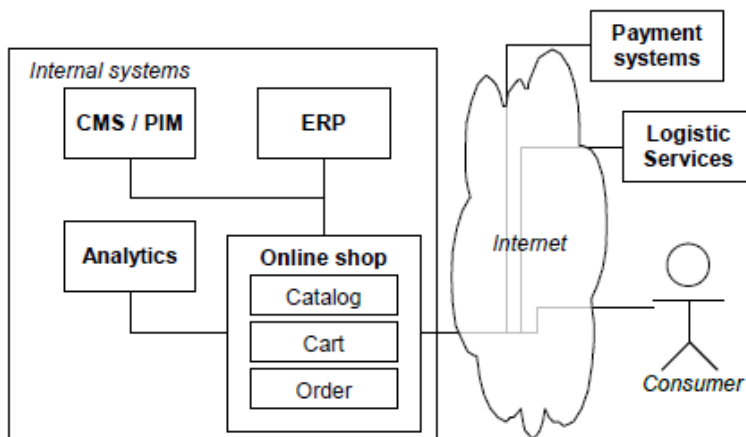 Internal systems
CMS / PIM
ERP
Analytics
Online shop
Catalog
Cart
Order
Internet
Payment
systems
Logistic
Services
Consumer